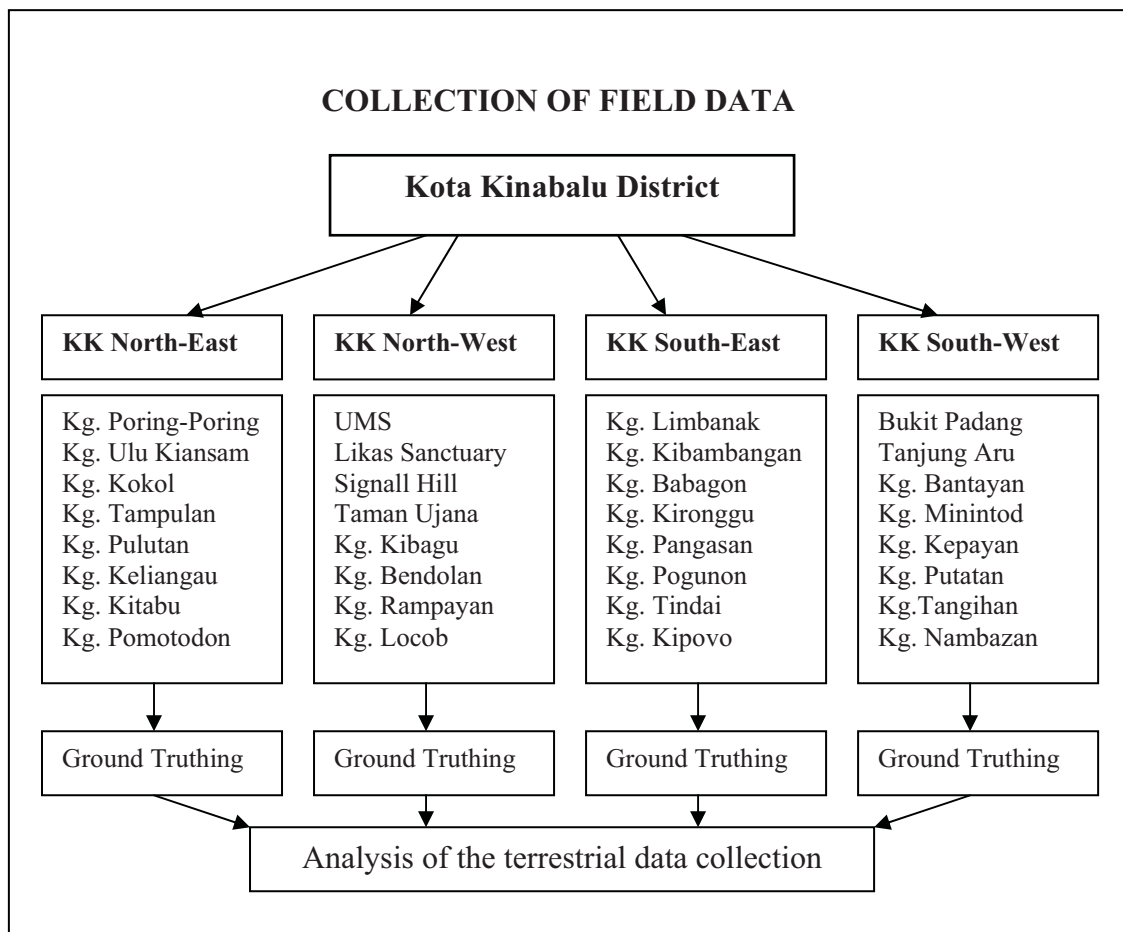 COLLECTION OF FIELD DATA
Kota Kinabalu District
KK North-East
KK North-West
KK South-East
KK South-West
Kg. Poring-Poring
Kg. Ulu Kiansam
Kg. Kokol
Kg. Tampulan
Kg. Pulutan
Kg. Keliangau
Kg. Kitabu
Kg. Pomotodon
UMS
Likas Sanctuary
Signall Hill
Taman Ujana
Kg. Kibagu
Kg. Bendolan
Kg. Rampayan
Kg. Locob
Kg. Limbanak
Kg. Kibambangan
Kg. Babagon
Kg. Kironggu
Kg. Pangasan
Kg. Pogunon
Kg. Tindai
Kg. Kipovo
Bukit Padang
Tanjung Aru
Kg. Bantayan
Kg. Minintod
Kg. Kepayan
Kg. Putatan
Kg.Tangihan
Kg. Nambazan
Ground Truthing
Ground Truthing
Ground Truthing
Ground Truthing
Analysis of the terrestrial data collection